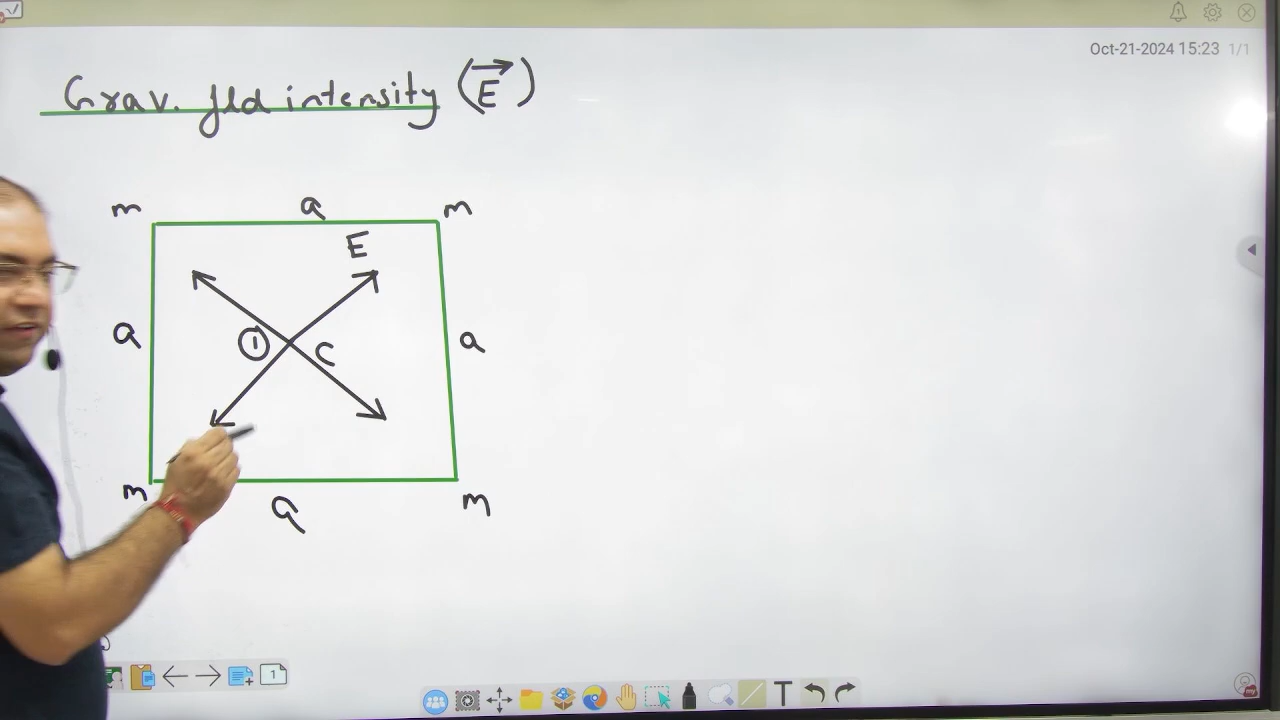 Oct-21-2024 15:23 1/1
Grav. fld intensity (E)
m a m
E
a ① C a
m m
a
1
T